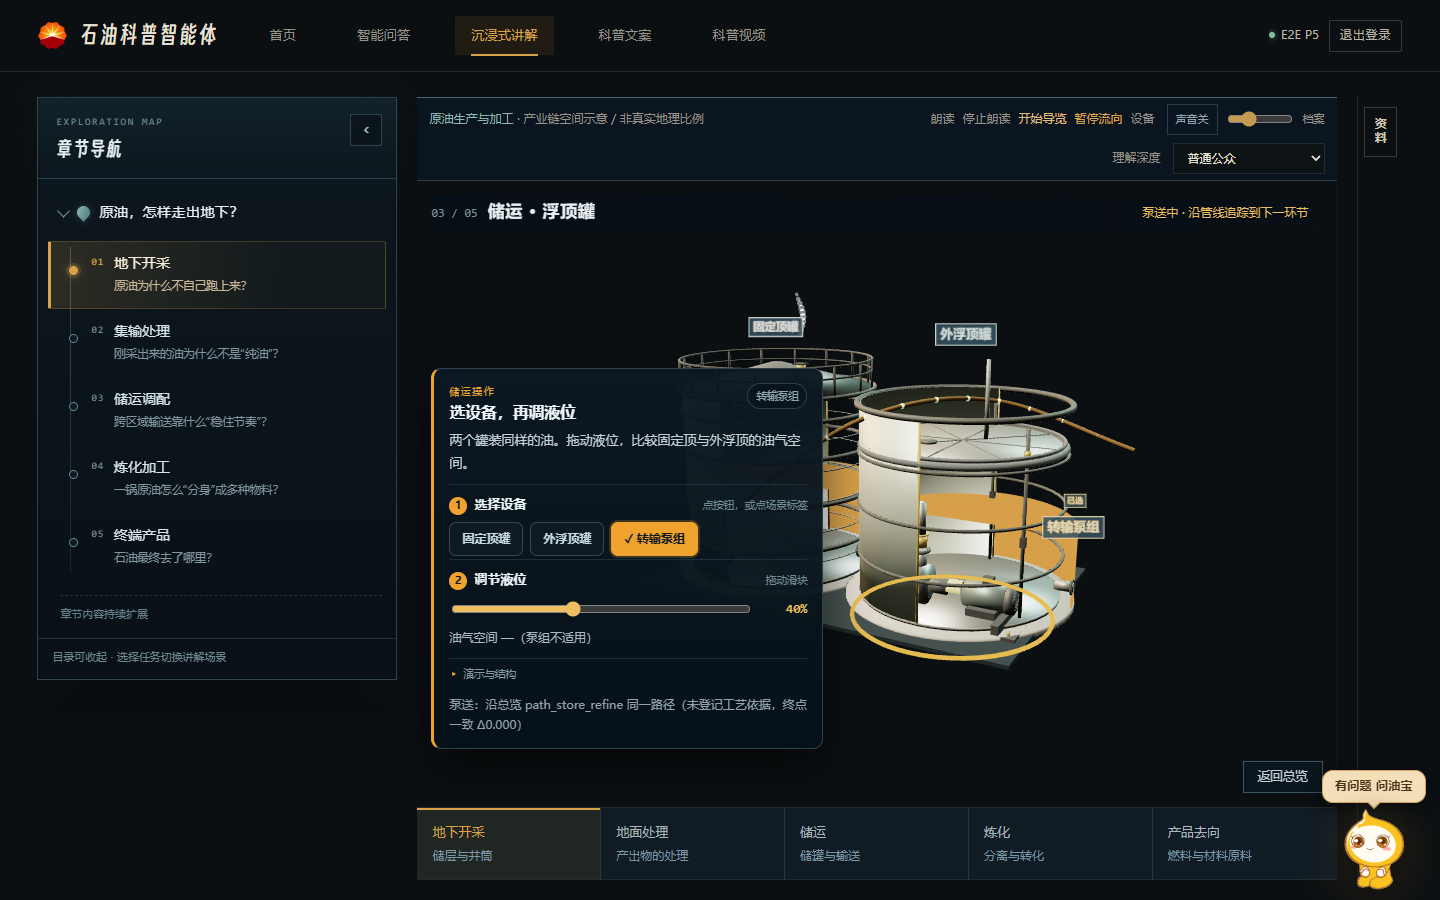 石油科普智能体
首页
智能问答
沉浸式讲解
科普文案
科普视频
E2E P5
退出登录
EXPLORATION MAP
章节导航
‹
原油，怎样走出地下？
01 地下开采
原油为什么不自己跑上来？
02 集输处理
刚采出来的油为什么不是“纯油”？
03 储运调配
跨区域输送靠什么“稳住节奏”？
04 炼化加工
一锅原油怎么“分身”成多种物料？
05 终端产品
石油最终去了哪里？
章节内容持续扩展
目录可收起 · 选择任务切换讲解场景
原油生产与加工 · 产业链空间示意 / 非真实地理比例
朗读 停止朗读 开始导览 暂停流向 设备 声音关 档案
理解深度 普通公众
03 / 05 储运 • 浮顶罐
泵送中 · 沿管线追踪到下一环节
固定顶罐
外浮顶罐
已选
转输泵组
储运操作
转输泵组
选设备，再调液位
两个罐装同样的油。拖动液位，比较固定顶与外浮顶的油气空
间。
1 选择设备
点按钮，或点场景标签
固定顶罐 外浮顶罐 ✓ 转输泵组
2 调节液位
拖动滑块
40%
油气空间 — （泵组不适用）
▸ 演示与结构
泵送：沿总览 path_store_refine 同一路径（未登记工艺依据，终点
一致 Δ0.000）
返回总览
资料
有问题 问油宝
地下开采
储层与井筒
地面处理
产出物的处理
储运
储罐与输送
炼化
分离与转化
产品去向
燃料与材料原料